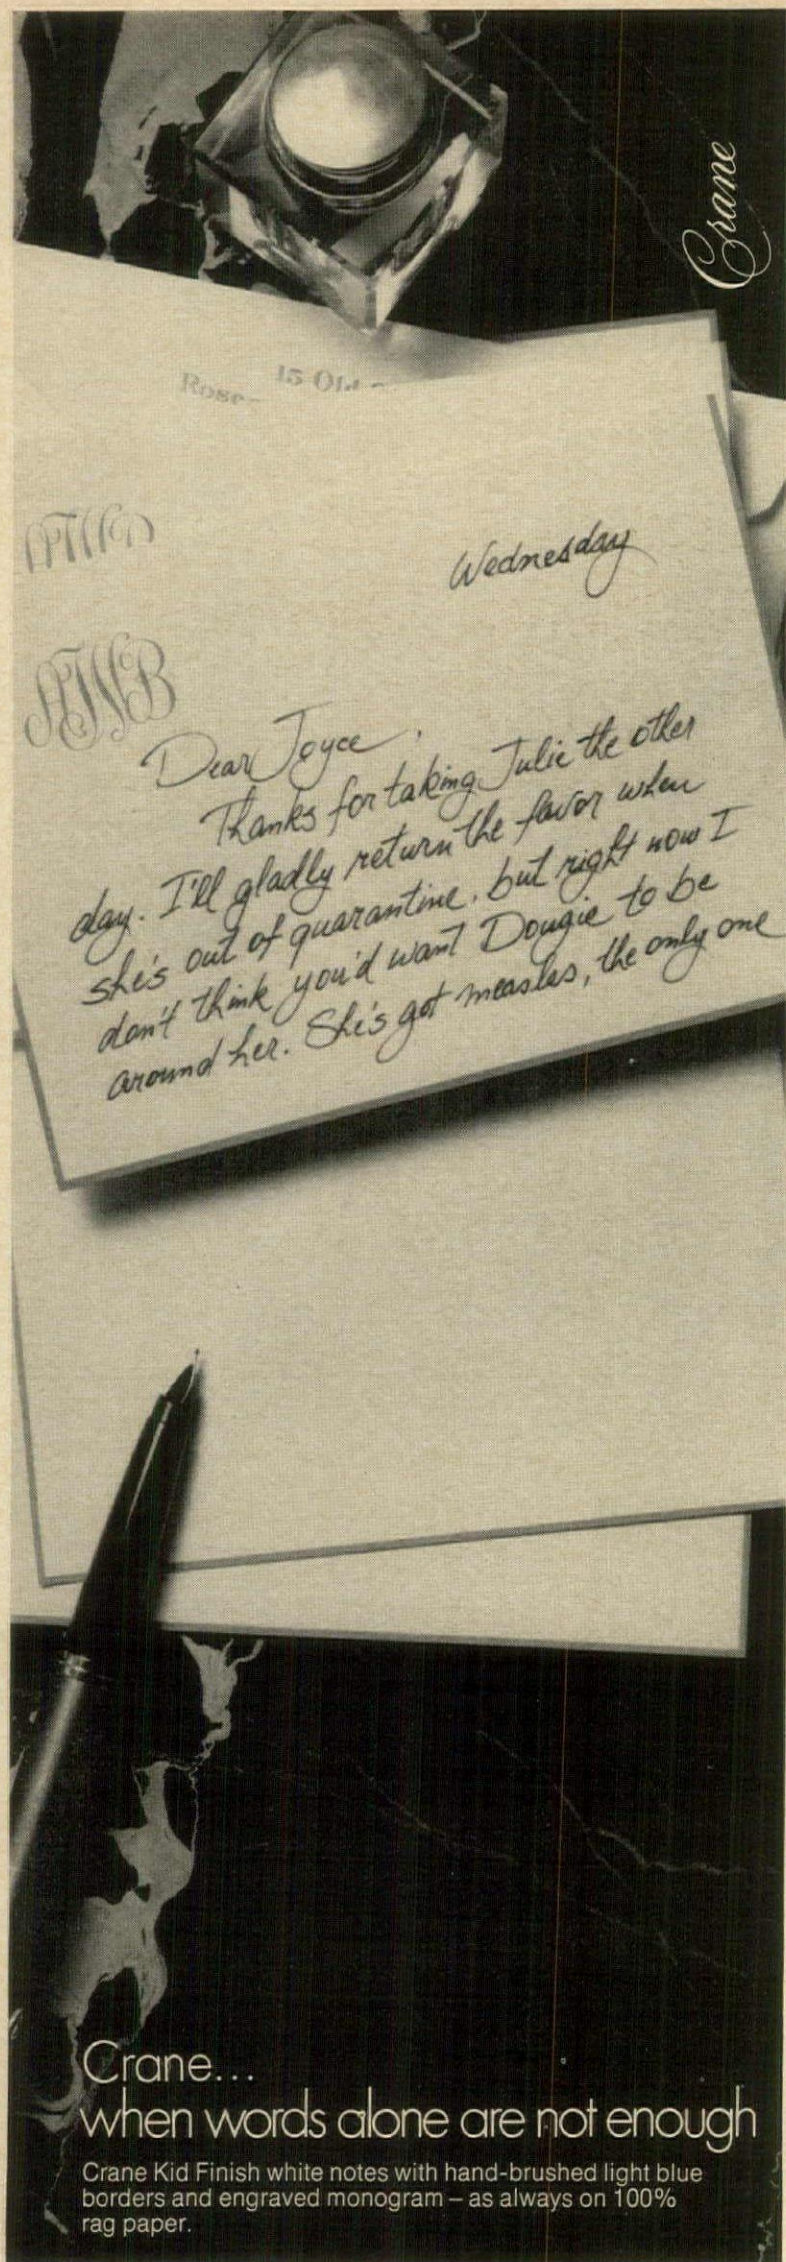 Crane
15 Old
Rose
AWB
Wednesday
Dear Joyce,
Thanks for taking Julie the other
day. I'll gladly return the favor when
she's out of quarantine, but right now I
don't think you'd want Dougie to be
around her. She's got measles, the only one
Crane...
when words alone are not enough
Crane Kid Finish white notes with hand-brushed light blue
borders and engraved monogram – as always on 100%
rag paper.